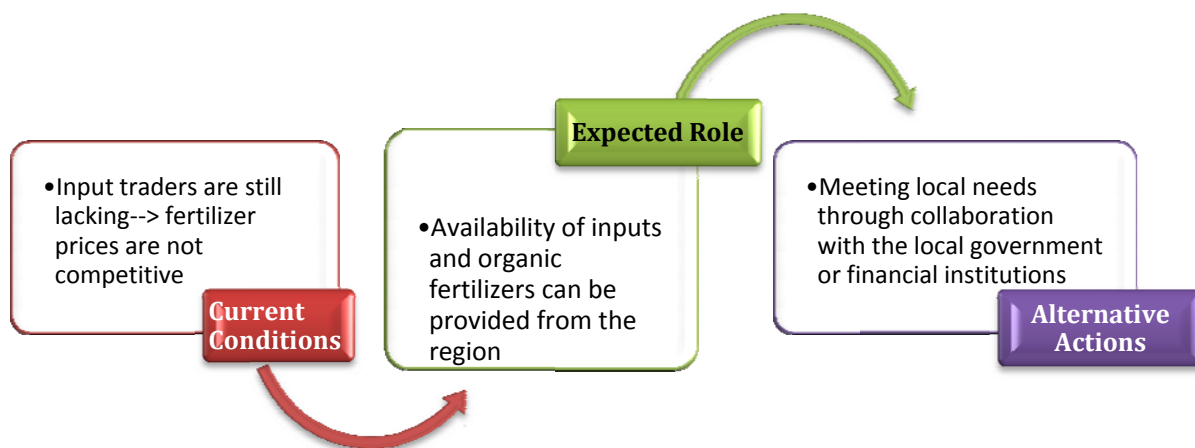 •Input traders are still
lacking--> fertilizer
prices are not
competitive
Current
Conditions
Expected Role
•Availability of inputs
and organic
fertilizers can be
provided from the
region
•Meeting local needs
through collaboration
with the local government
or financial institutions
Alternative
Actions